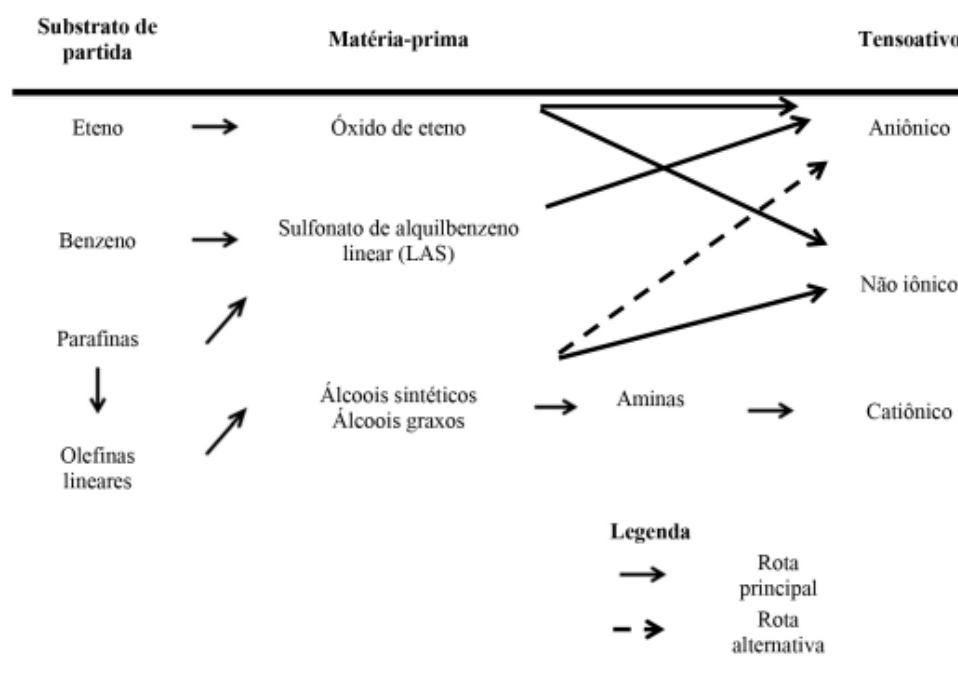 Substrato de
partida
Matéria-prima
Tensoativo
Eteno
Óxido de eteno
Aniônico
Benzeno
Sulfonato de alquilbenzeno
linear (LAS)
Não iônico
Parafinas
Álcoois sintéticos
Álcoois graxos
Aminas
Catiônico
Olefinas
lineares
Legenda
Rota
principal
Rota
alternativa